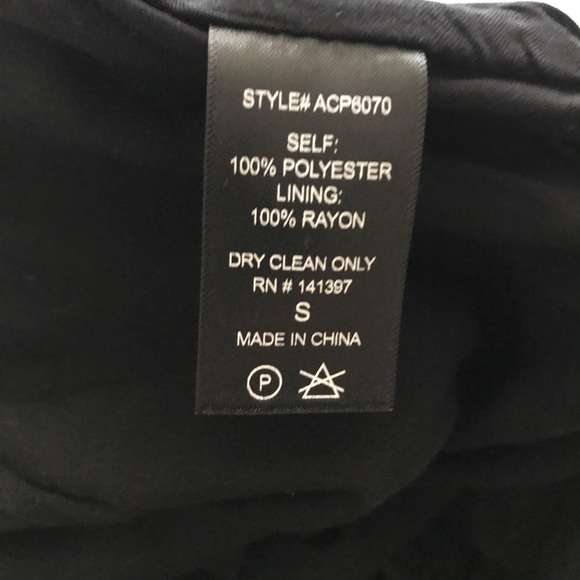 STYLE# ACP6070
SELF:
100% POLYESTER
LINING:
100% RAYON
DRY CLEAN ONLY
RN # 141397
S
MADE IN CHINA
P